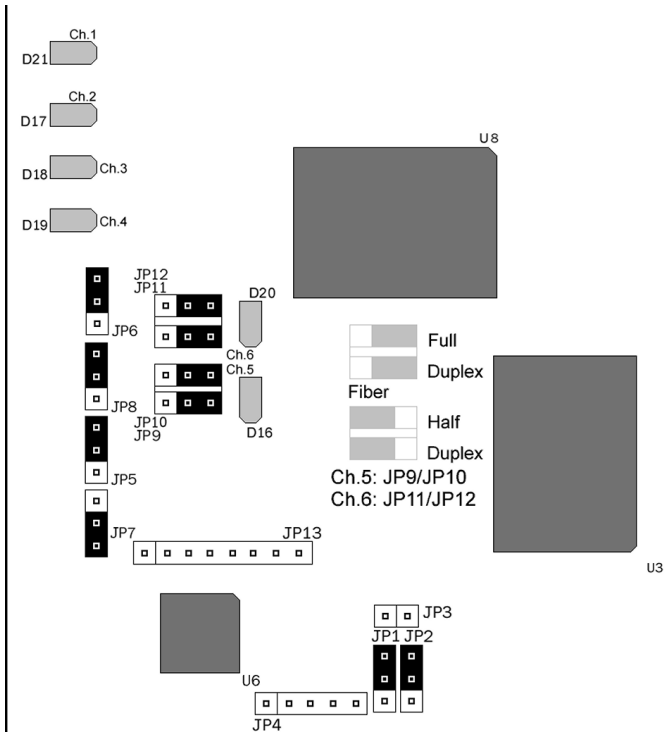 Ch.1
D21
Ch.2
D17
U8
D18 Ch.3
D19 Ch.4
JP12
JP11
D20
JP6
Full
Ch.6
Ch.5
Duplex
Fiber
JP8
JP10
JP9
D16
Half
Duplex
JP5
Ch.5: JP9/JP10
Ch.6: JP11/JP12
JP7
JP13
U3
JP3
JP1 JP2
U6
JP4